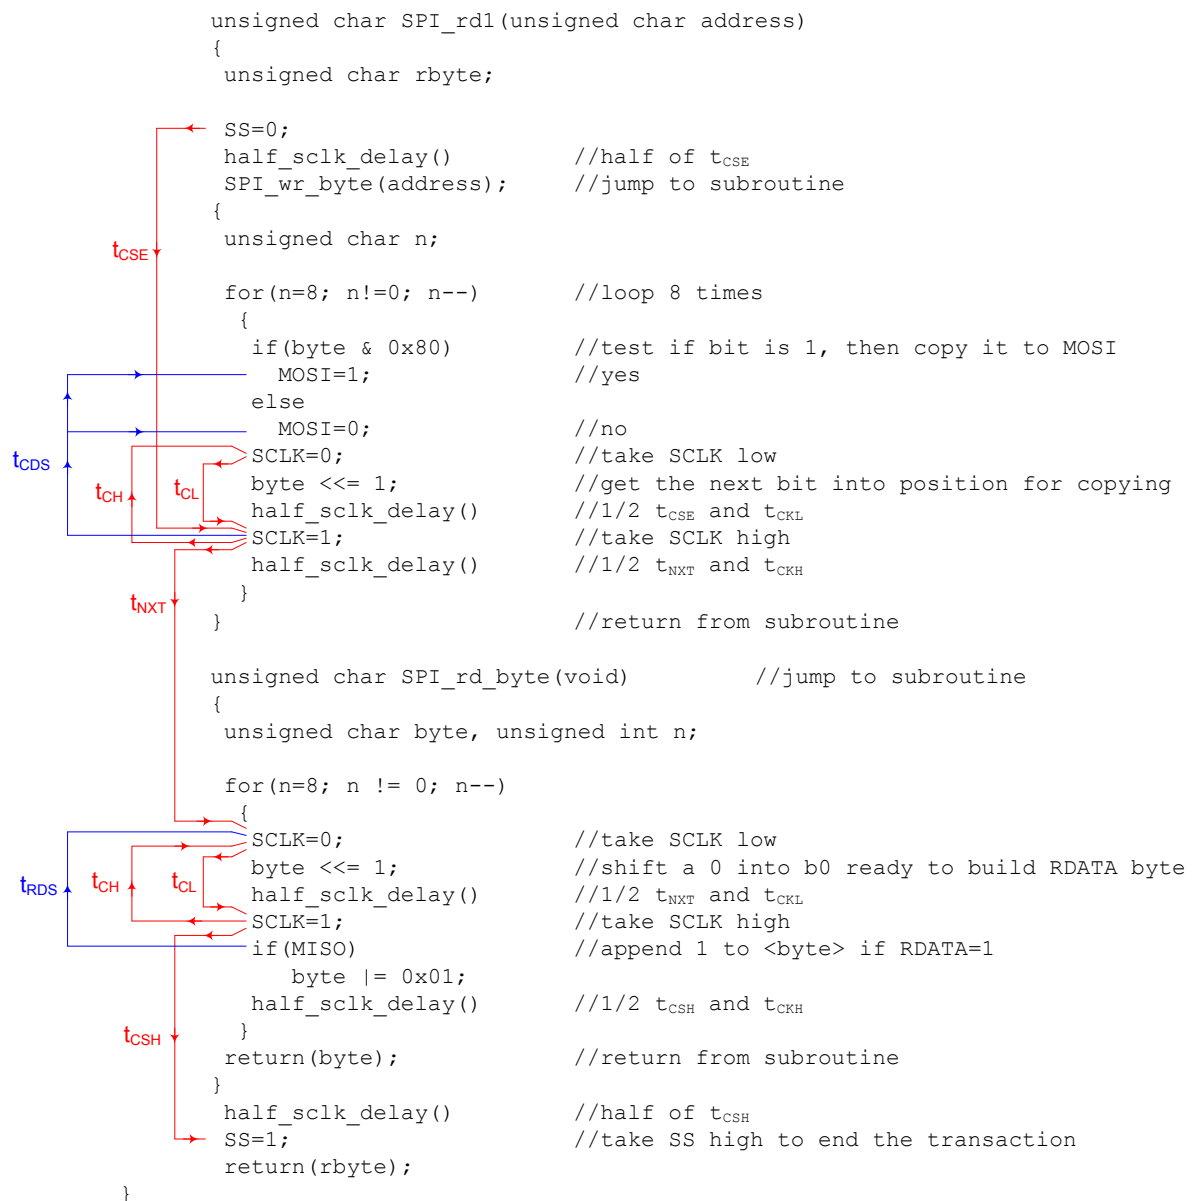 unsigned char SPI_rd1(unsigned char address)
{
unsigned char rbyte;
SS=0;
half_sclk_delay() //half of tCSE
SPI_wr_byte(address); //jump to subroutine
{
unsigned char n;
tCSE
for(n=8; n!=0; n--) //loop 8 times
{
if(byte & 0x80) //test if bit is 1, then copy it to MOSI
MOSI=1; //yes
else
MOSI=0; //no
SCLK=0; //take SCLK low
tCDS
byte <<= 1; //get the next bit into position for copying
tCH tCL
half_sclk_delay() //1/2 tCSE and tCKL
SCLK=1; //take SCLK high
half_sclk_delay() //1/2 tNXT and tCKH
}
tNXT
} //return from subroutine
unsigned char SPI_rd_byte(void) //jump to subroutine
{
unsigned char byte, unsigned int n;
for(n=8; n != 0; n--)
{
SCLK=0; //take SCLK low
byte <<= 1; //shift a 0 into b0 ready to build RDATA byte
tRDS tCH tCL
half_sclk_delay() //1/2 tNXT and tCKL
SCLK=1; //take SCLK high
if(MISO) //append 1 to <byte> if RDATA=1
byte |= 0x01;
half_sclk_delay() //1/2 tCSH and tCKH
}
tCSH
return(byte); //return from subroutine
}
half_sclk_delay() //half of tCSH
SS=1; //take SS high to end the transaction
return(rbyte);
}